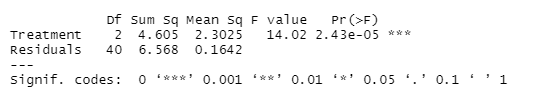 Df Sum Sq Mean Sq F value Pr(>F)
Treatment 2 4.605 2.3025 14.02 2.43e-05 ***
Residuals 40 6.568 0.1642
---
Signif. codes: 0 ‘***’ 0.001 ‘**’ 0.01 ‘*’ 0.05 ‘.’ 0.1 ‘ ’ 1